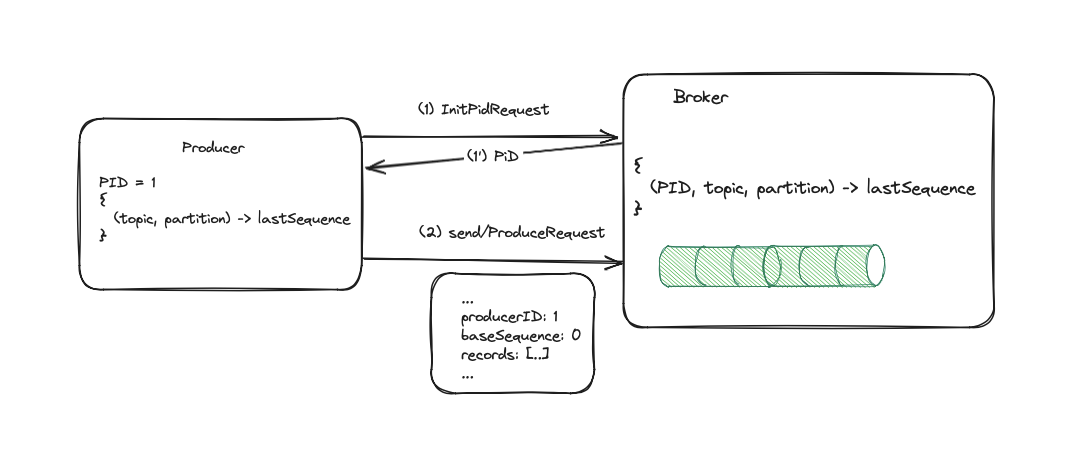 Producer
PID = 1
{
(topic, partition) -> lastSequence
}
(1) InitPidRequest
(1') PiD
(2) send/ProduceRequest
...
producerID: 1
baseSequence: 0
records: [..]
...
Broker
{
(PID, topic, partition) -> lastSequence
}